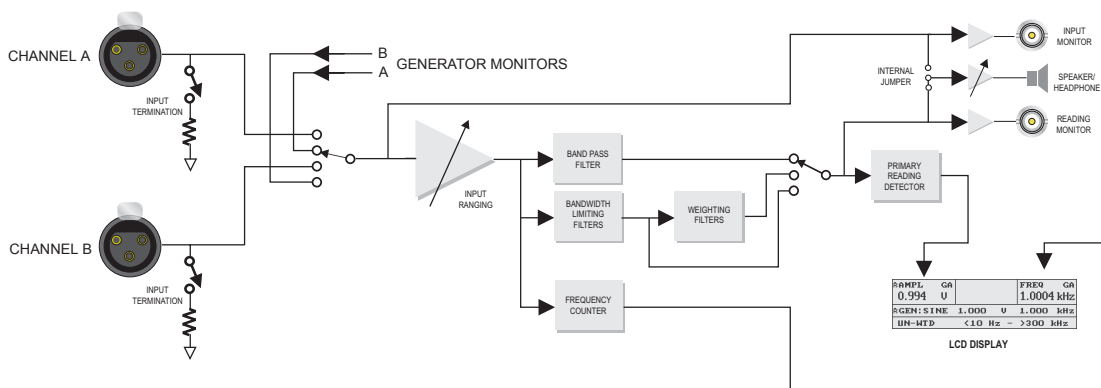 CHANNEL A
INPUT
TERMINATION
B
A
GENERATOR MONITORS
INPUT
MONITOR
INTERNAL
JUMPER
SPEAKER/
HEADPHONE
READING
MONITOR
INPUT
RANGING
BAND PASS
FILTER
BANDWIDTH
LIMITING
FILTERS
WEIGHTING
FILTERS
PRIMARY
READING
DETECTOR
CHANNEL B
INPUT
TERMINATION
FREQUENCY
COUNTER
AMPL GA FREQ GA
0.994 V 1.0004 kHz
GEN:SINE 1.000 V 1.000 kHz
UN-WTD <10 Hz - >300 kHz
LCD DISPLAY